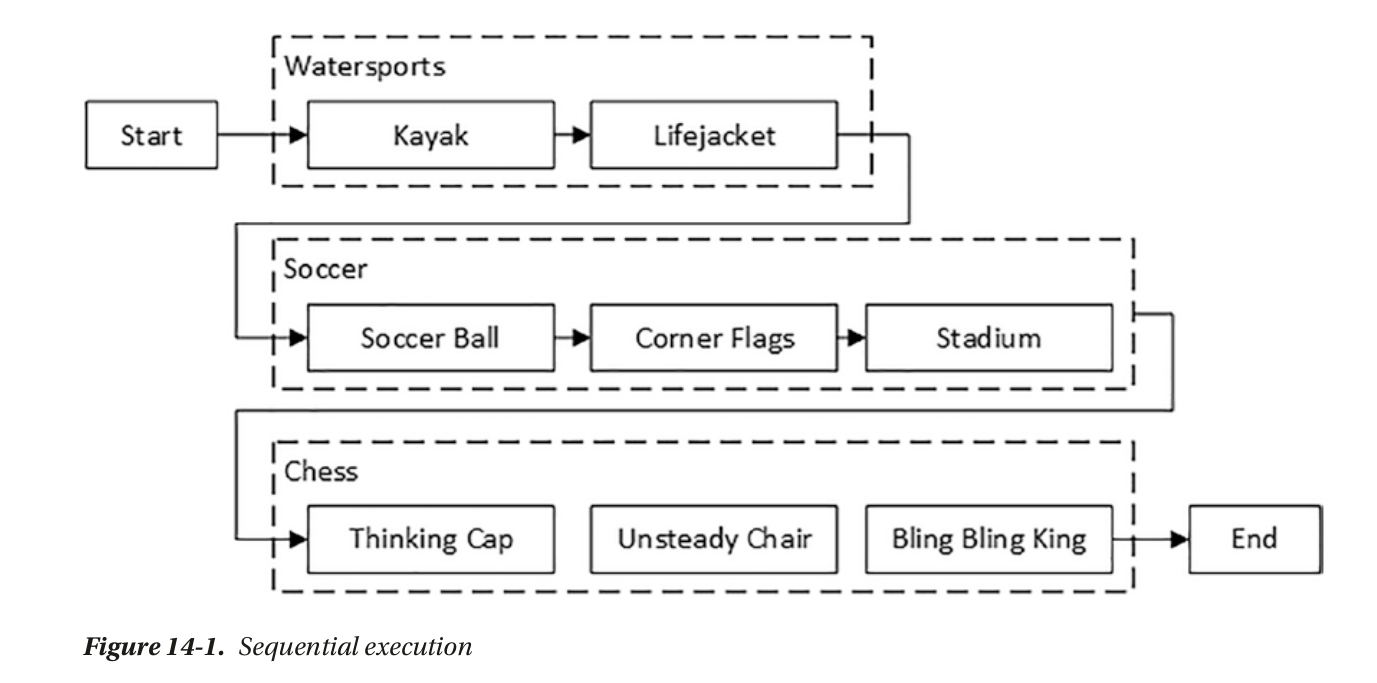 Watersports
Start
Kayak
Lifejacket
Soccer
Soccer Ball
Corner Flags
Stadium
Chess
Thinking Cap
Unsteady Chair
Bling Bling King
End
Figure 14-1. Sequential execution